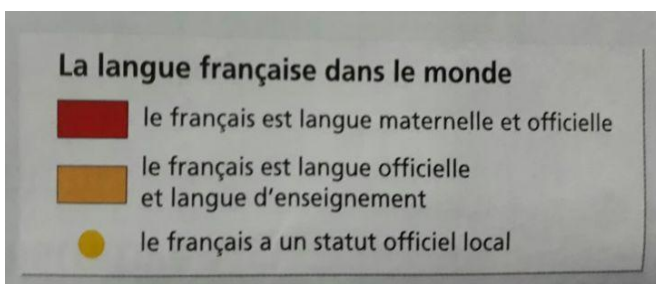 La langue française dans le monde
le français est langue maternelle et officielle
le français est langue officielle
et langue d'enseignement
le français a un statut officiel local